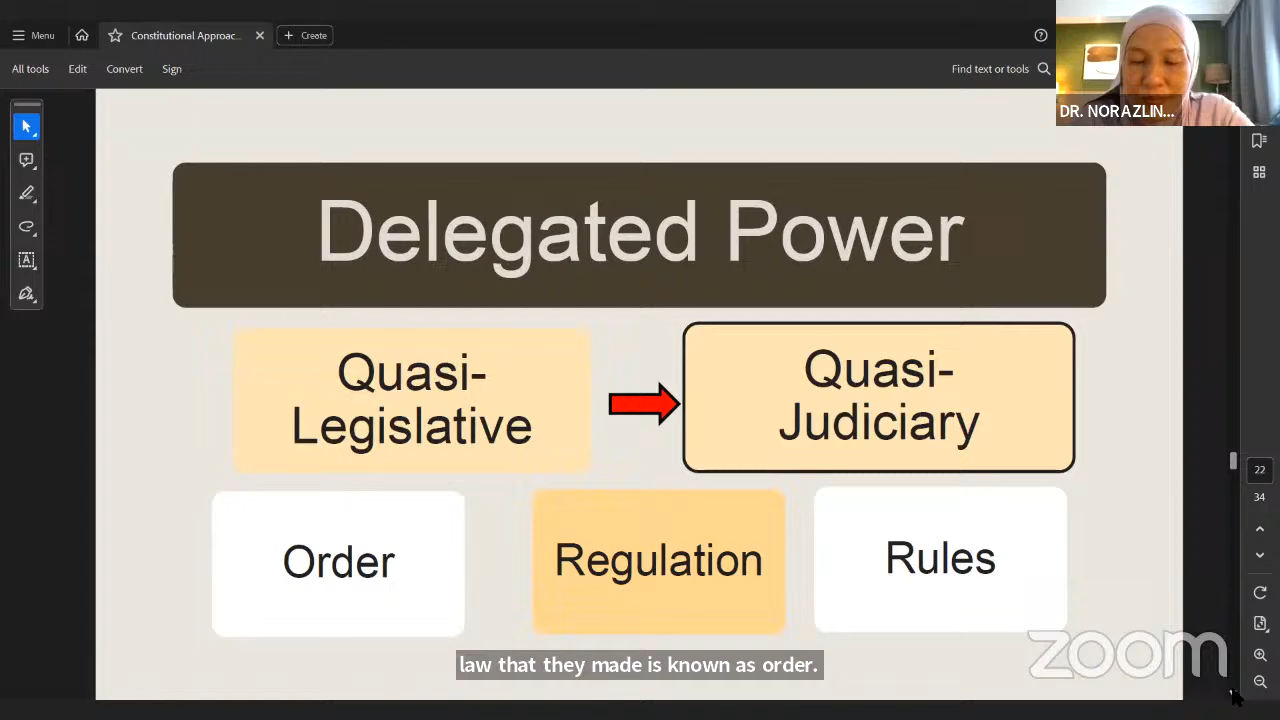 Menu
Constitutional Approac...
Create
All tools
Edit
Convert
Sign
Find text or tools
DR. NORAZLIN...
Delegated Power
Quasi-
Legislative
Quasi-
Judiciary
Order
Regulation
Rules
law that they made is known as order.
zoom
22
34